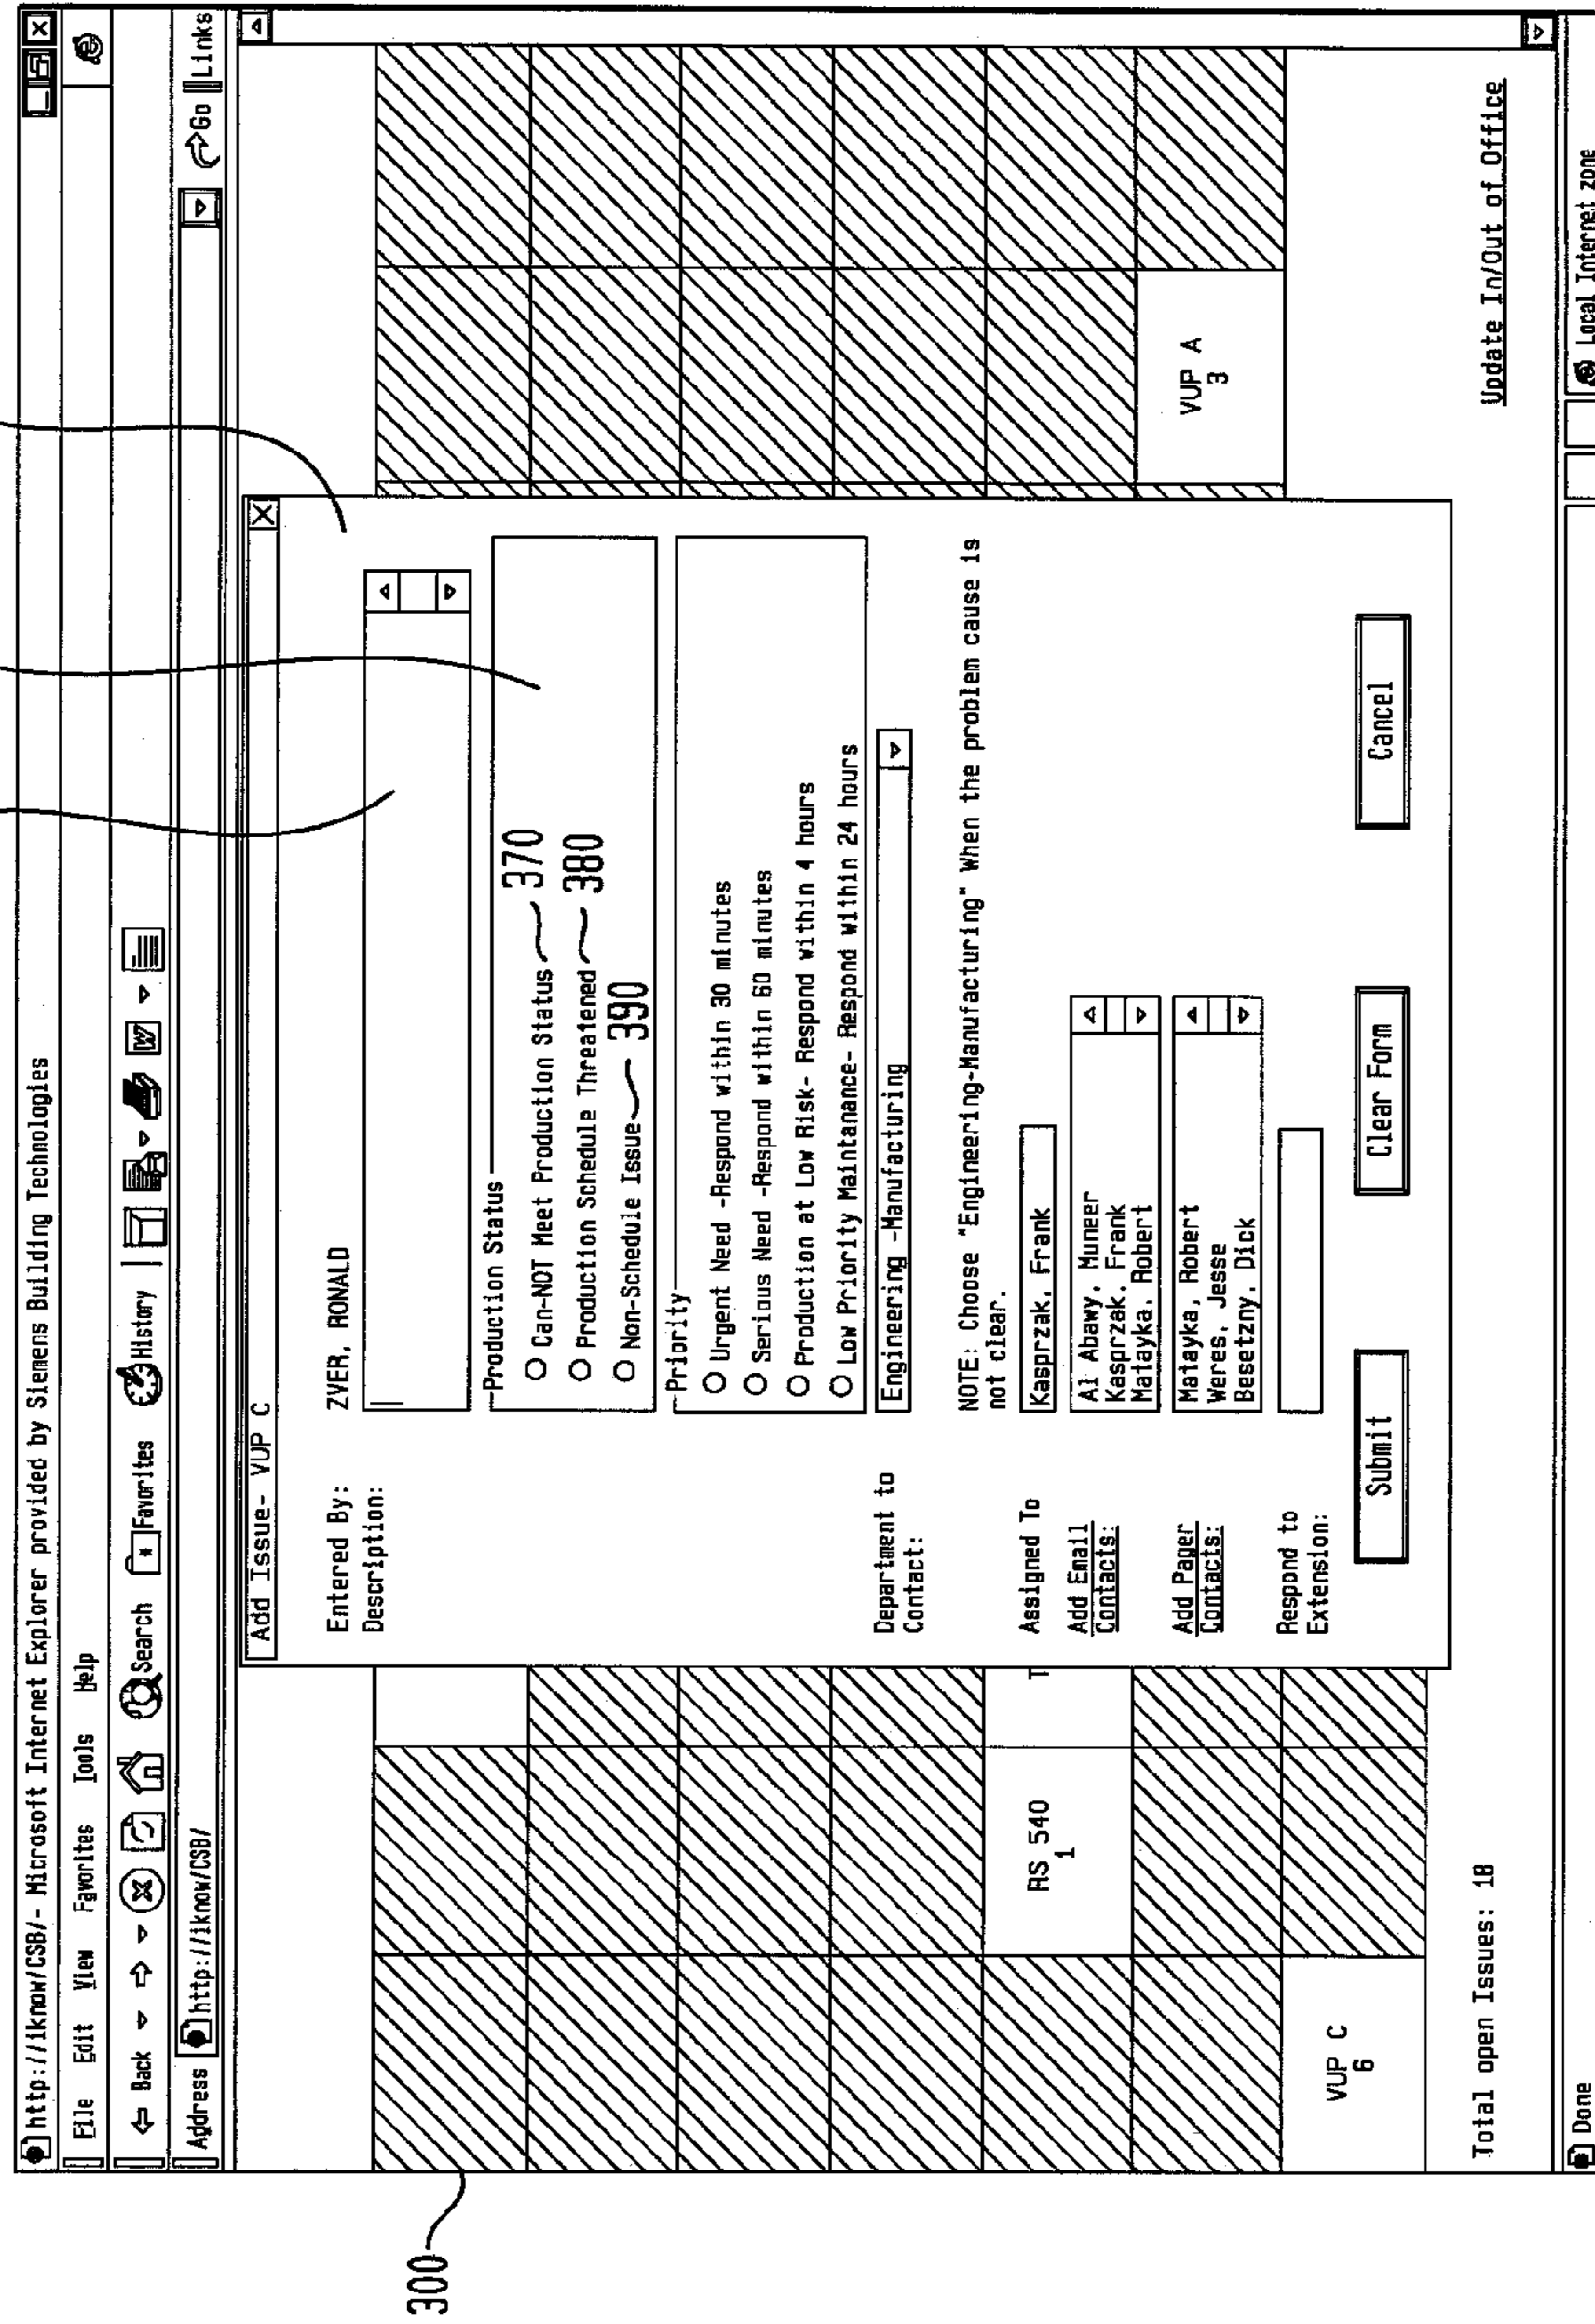 http://iknow/CSB/- Microsoft Internet Explorer provided by Siemens Building Technologies
File Edit View Favorites Tools Help
Back Search Favorites History
Address http://iknow/CSB/ Go Links
Add Issue- VUP C
Entered By: ZVER, RONALD
Description:
Production Status
Can-NOT Meet Production Status 370
Production Schedule Threatened 380
Non-Schedule Issue 390
Priority
Urgent Need -Respond within 30 minutes
Serious Need -Respond within 60 minutes
Production at Low Risk- Respond within 4 hours
Low Priority Maintanance- Respond within 24 hours
Department to Contact:
Engineering -Manufacturing
NOTE: Choose "Engineering-Manufacturing" When the problem cause is
not clear.
Assigned To
Kasprzak, Frank
Add Email
Contacts:
Al Abawy, Muneer
Kasprzak, Frank
Matayka, Robert
Add Pager
Contacts:
Matayka, Robert
Weres, Jesse
Besetzny, Dick
Respond to
Extension:
Submit Clear Form Cancel
RS 540
1
T
VUP A
3
VUP C
6
Total open Issues: 18
Update In/Out of Office
Done
Local Internet zone
300